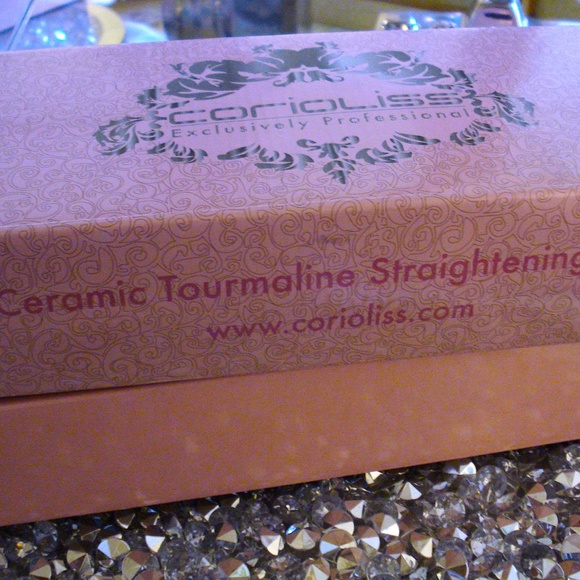 corioliss
Exclusively Professional
Ceramic Tourmaline Straightening
www.corioliss.com